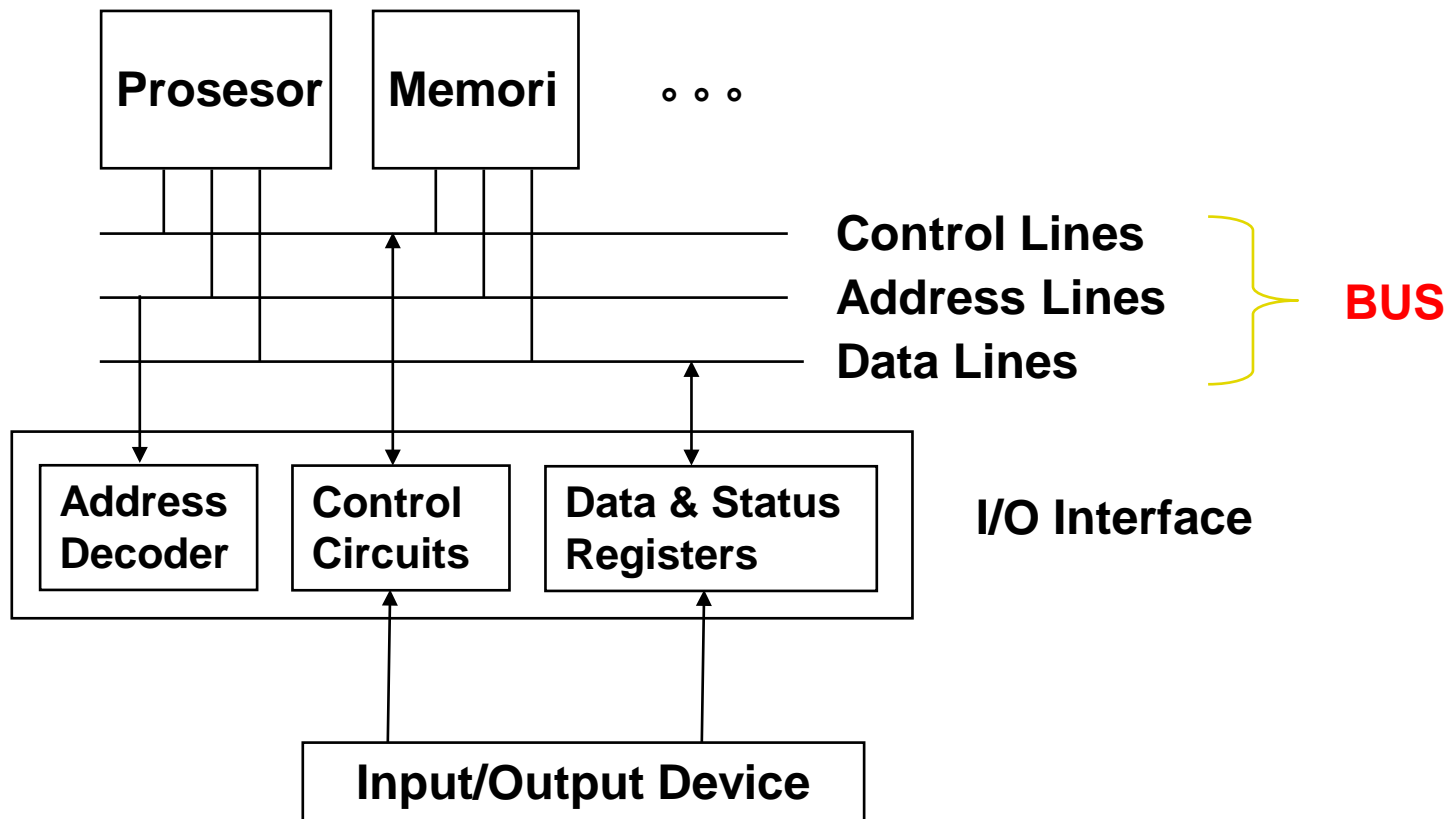 Prosesor
Memori
Control Lines
Address Lines
Data Lines
BUS
Address
Decoder
Control
Circuits
Data & Status
Registers
I/O Interface
Input/Output Device